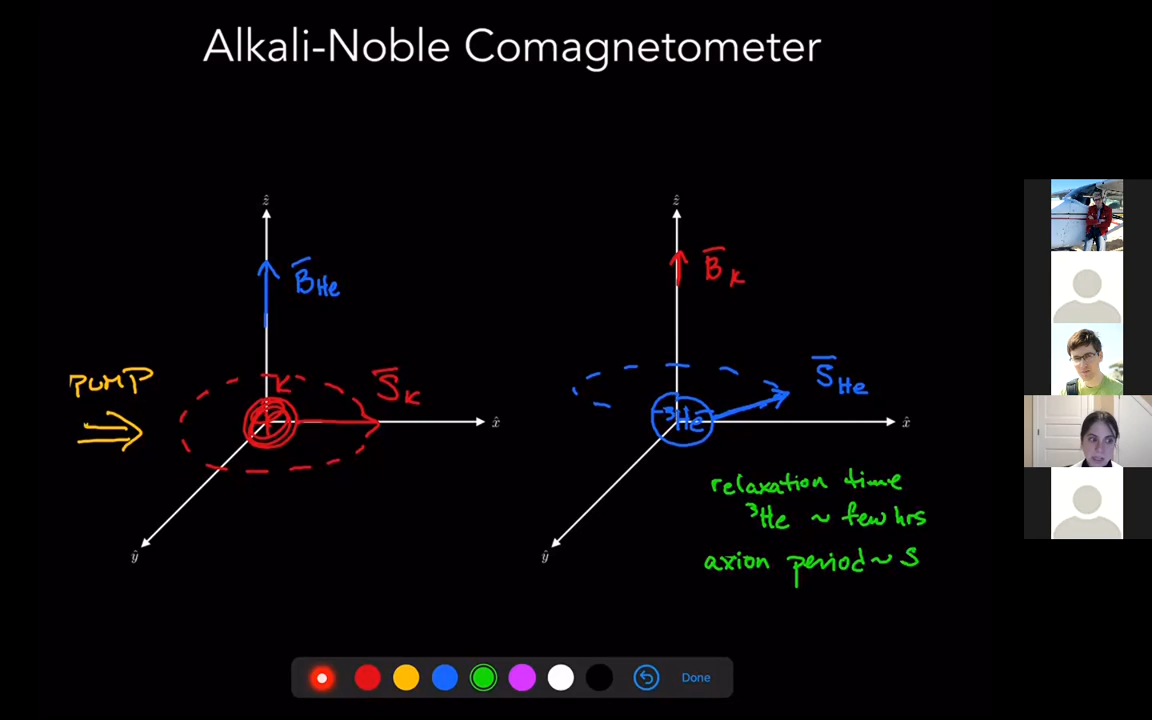 Alkali-Noble Comagnetometer
ẑ
B̅He
PUMP
K
S̅K
x̂
ŷ
ẑ
B̅K
S̅He
³He
x̂
ŷ
relaxation time
³He ~ few hrs
axion period ~ s
Done